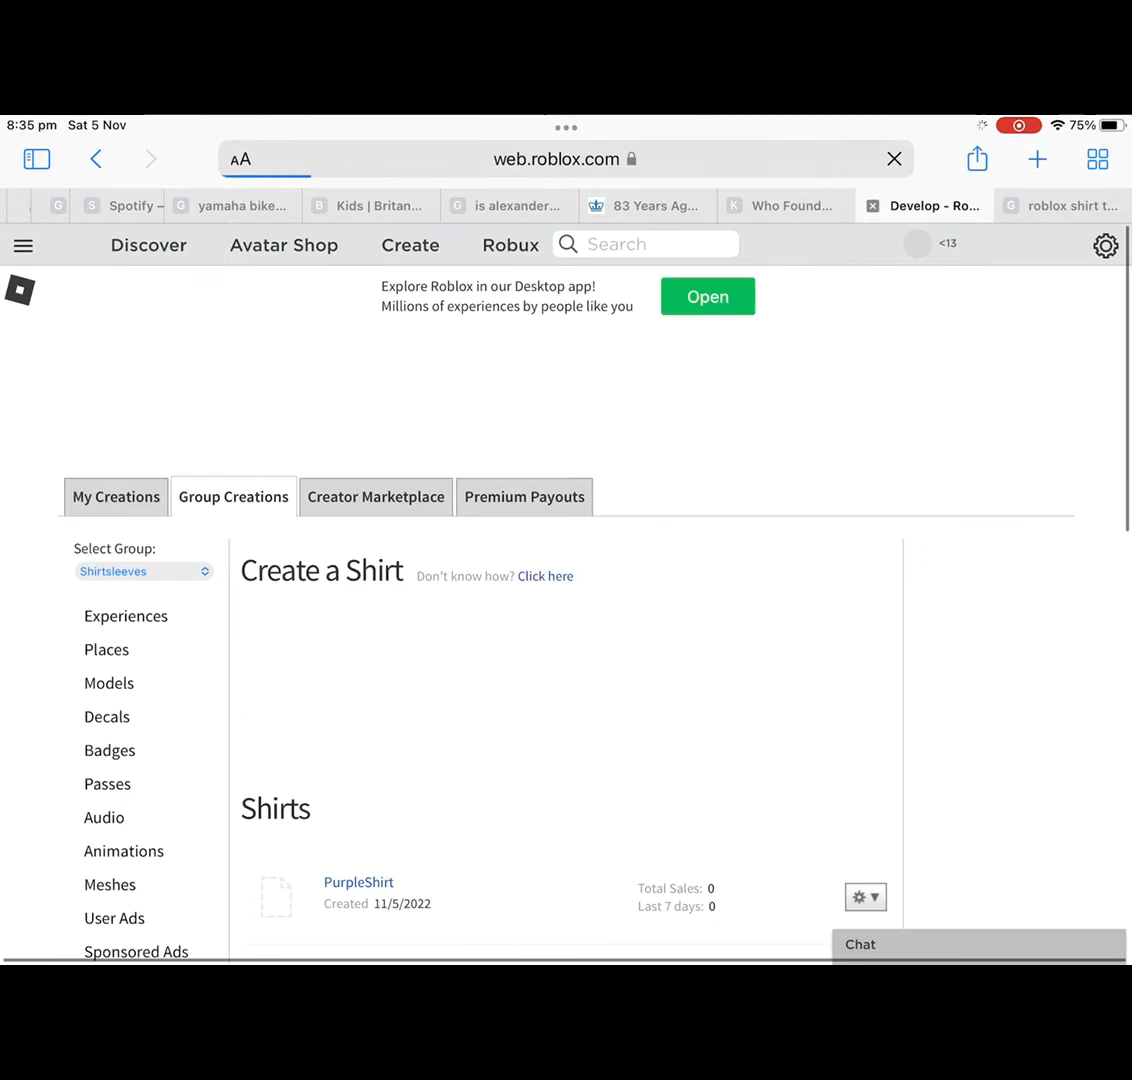 8:35 pm Sat 5 Nov
75%
AA web.roblox.com
G S Spotify – G yamaha bike... B Kids | Britan... G is alexander... 83 Years Ag... K Who Found... Develop - Ro... G roblox shirt t...
Discover Avatar Shop Create Robux Search <13
Explore Roblox in our Desktop app!
Millions of experiences by people like you
Open
My Creations Group Creations Creator Marketplace Premium Payouts
Select Group:
Shirtsleeves
Create a Shirt Don't know how? Click here
Experiences
Places
Models
Decals
Badges
Passes
Audio
Animations
Meshes
User Ads
Sponsored Ads
Shirts
PurpleShirt
Created 11/5/2022
Total Sales: 0
Last 7 days: 0
Chat